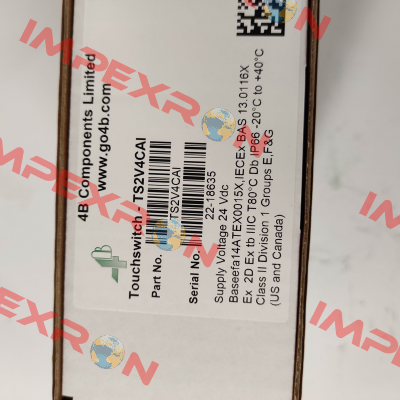 4B Components Limited
www.go4b.com
4B
Touchswitch - TS2V4CAI
Part No.
TS2V4CAI
Serial No.
22-18635
Supply Voltage 24 Vdc
Baseefa14ATEX0015X,IECEx BAS 13.0116X
Ex 2D Ex tb IIIC T80°C Db IP66 -20°C to +40°C
Class II Division 1 Groups E,F&G
(US and Canada)
IMPEXRON
IMPEXRON
IMPEXRON